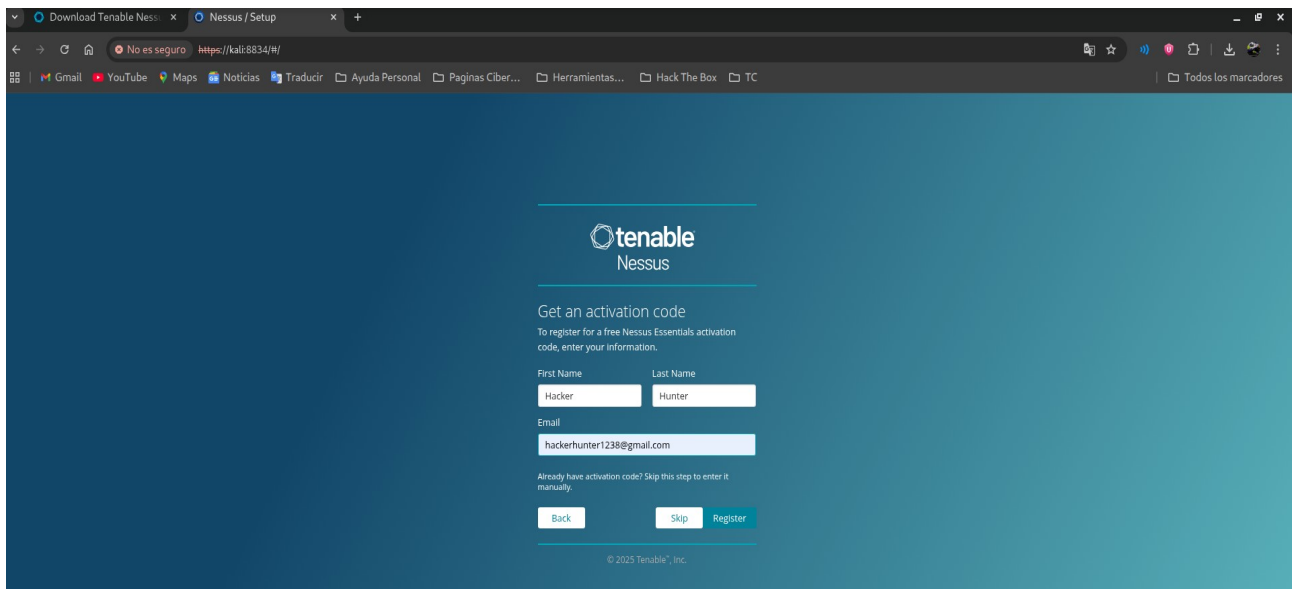 Download Tenable Ness
Nessus / Setup
No es seguro
https://kali:8834/#/
Gmail
YouTube
Maps
Noticias
Traducir
Ayuda Personal
Paginas Ciber...
Herramientas...
Hack The Box
TC
Todos los marcadores
tenable
Nessus
Get an activation code
To register for a free Nessus Essentials activation
code, enter your information.
First Name Last Name
Hacker Hunter
Email
hackerhunter1238@gmail.com
Already have activation code? Skip this step to enter it
manually.
Back Skip Register
© 2025 Tenable™, Inc.